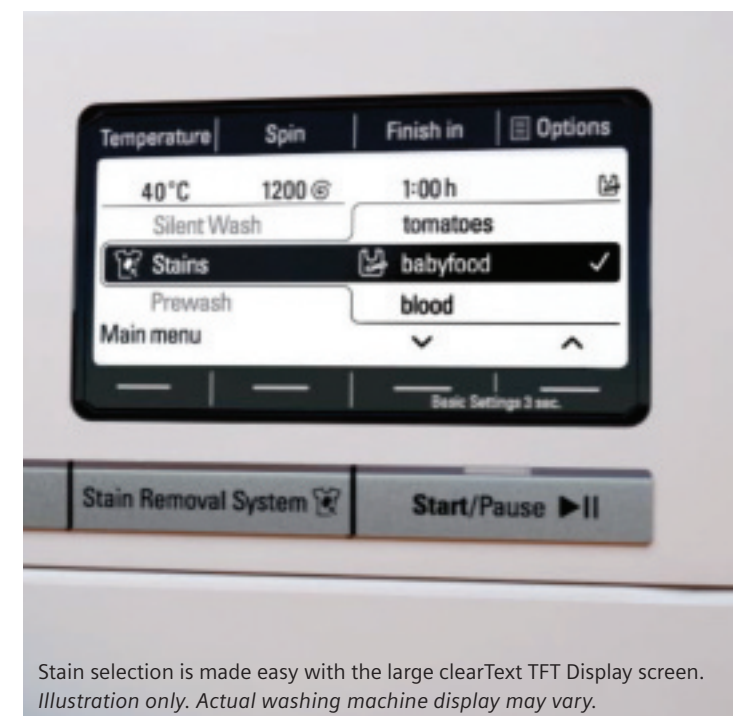 Temperature Spin Finish in Options
40°C 1200 1:00 h
Silent Wash tomatoes
Stains babyfood
Prewash blood
Main menu
Basic Settings 3 sec.
Stain Removal System Start/Pause
Stain selection is made easy with the large clearText TFT Display screen.
Illustration only. Actual washing machine display may vary.